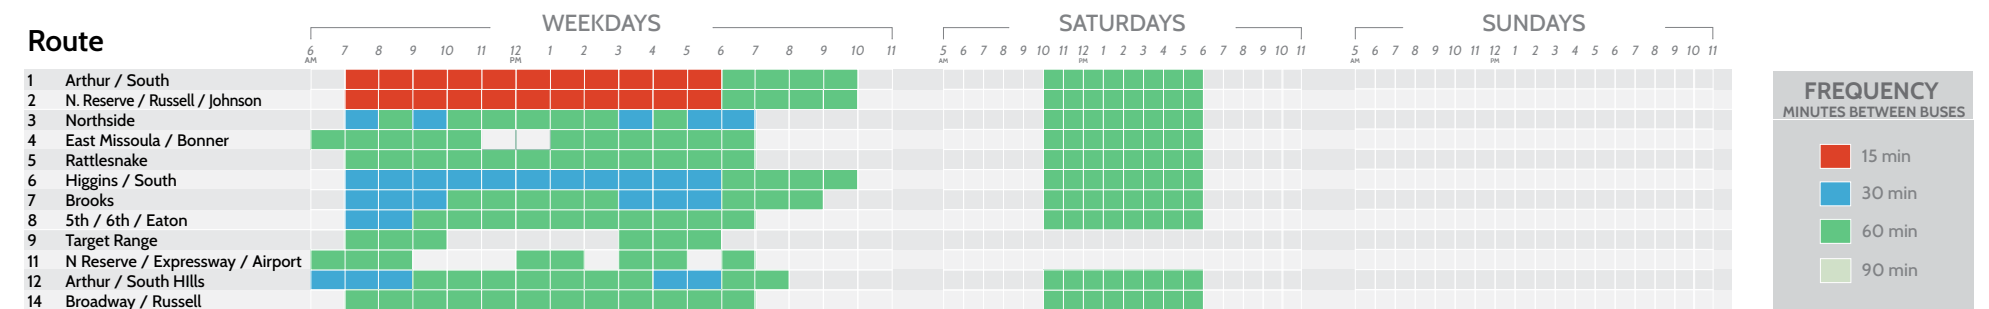 WEEKDAYS SATURDAYS SUNDAYS
Route
6 7 8 9 10 11 12 1 2 3 4 5 6 7 8 9 10 11 5 6 7 8 9 10 11 12 1 2 3 4 5 6 7 8 9 10 11 5 6 7 8 9 10 11 12 1 2 3 4 5 6 7 8 9 10 11
AM PM AM PM AM PM
1 Arthur / South
2 N. Reserve / Russell / Johnson
3 Northside
4 East Missoula / Bonner
5 Rattlesnake
6 Higgins / South
7 Brooks
8 5th / 6th / Eaton
9 Target Range
11 N Reserve / Expressway / Airport
12 Arthur / South HIlls
14 Broadway / Russell
FREQUENCY
MINUTES BETWEEN BUSES
15 min
30 min
60 min
90 min